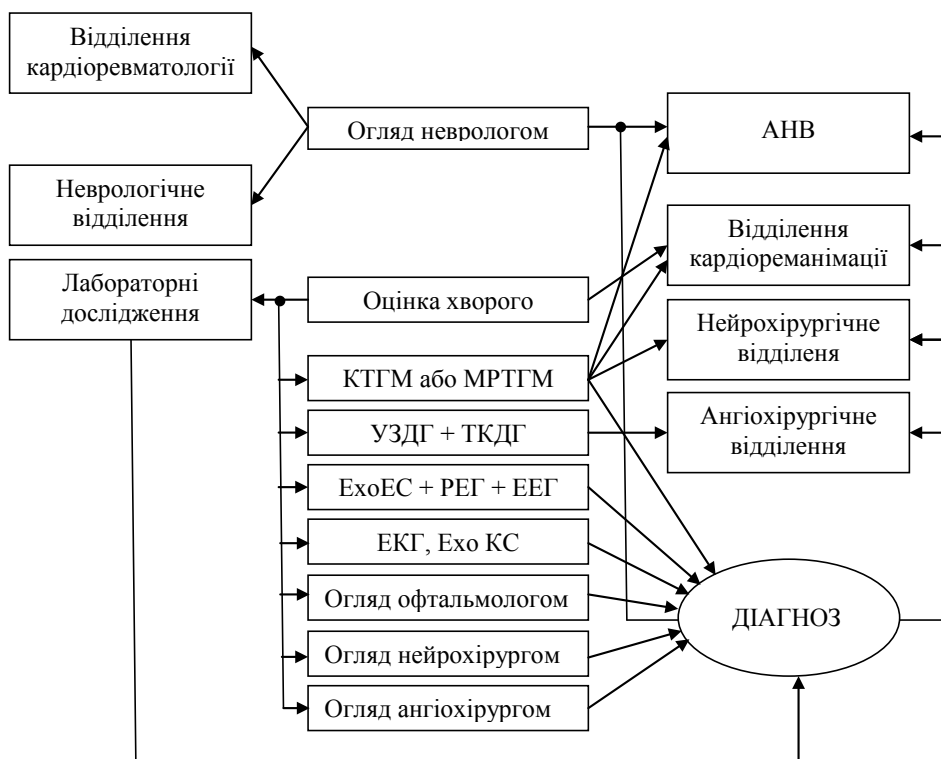 Відділення
кардіоревматології
Огляд неврологом
АНВ
Неврологічне
відділення
Відділення
кардіореманімації
Лабораторні
дослідження
Оцінка хворого
Нейрохірургічне
відділеня
КТГМ або МРТГМ
УЗДГ + ТКДГ
Ангіохірургічне
відділення
ЕхоЕС + РЕГ + ЕЕГ
ЕКГ, Ехо КС
Огляд офтальмологом
ДІАГНОЗ
Огляд нейрохірургом
Огляд ангіохірургом